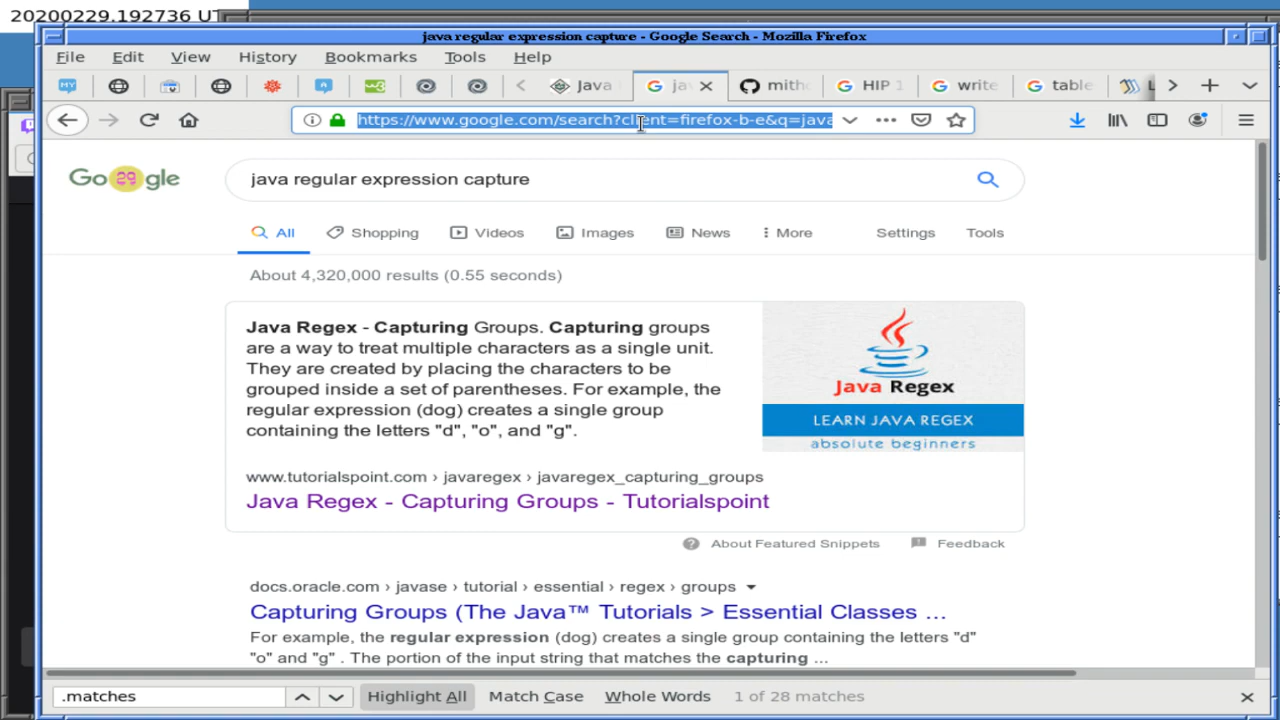 20200229.192736 UT
java regular expression capture - Google Search - Mozilla Firefox
File Edit View History Bookmarks Tools Help
Java G ja mith G HIP 1 G write G table L
https://www.google.com/search?client=firefox-b-e&q=java
Go29gle java regular expression capture
All Shopping Videos Images News More Settings Tools
About 4,320,000 results (0.55 seconds)
Java Regex - Capturing Groups. Capturing groups
are a way to treat multiple characters as a single unit.
They are created by placing the characters to be
grouped inside a set of parentheses. For example, the
regular expression (dog) creates a single group
containing the letters "d", "o", and "g".
Java Regex
LEARN JAVA REGEX
absolute beginners
www.tutorialspoint.com › javaregex › javaregex_capturing_groups
Java Regex - Capturing Groups - Tutorialspoint
About Featured Snippets Feedback
docs.oracle.com › javase › tutorial › essential › regex › groups
Capturing Groups (The Java™ Tutorials > Essential Classes ...
For example, the regular expression (dog) creates a single group containing the letters "d"
"o" and "g" . The portion of the input string that matches the capturing ...
.matches Highlight All Match Case Whole Words 1 of 28 matches